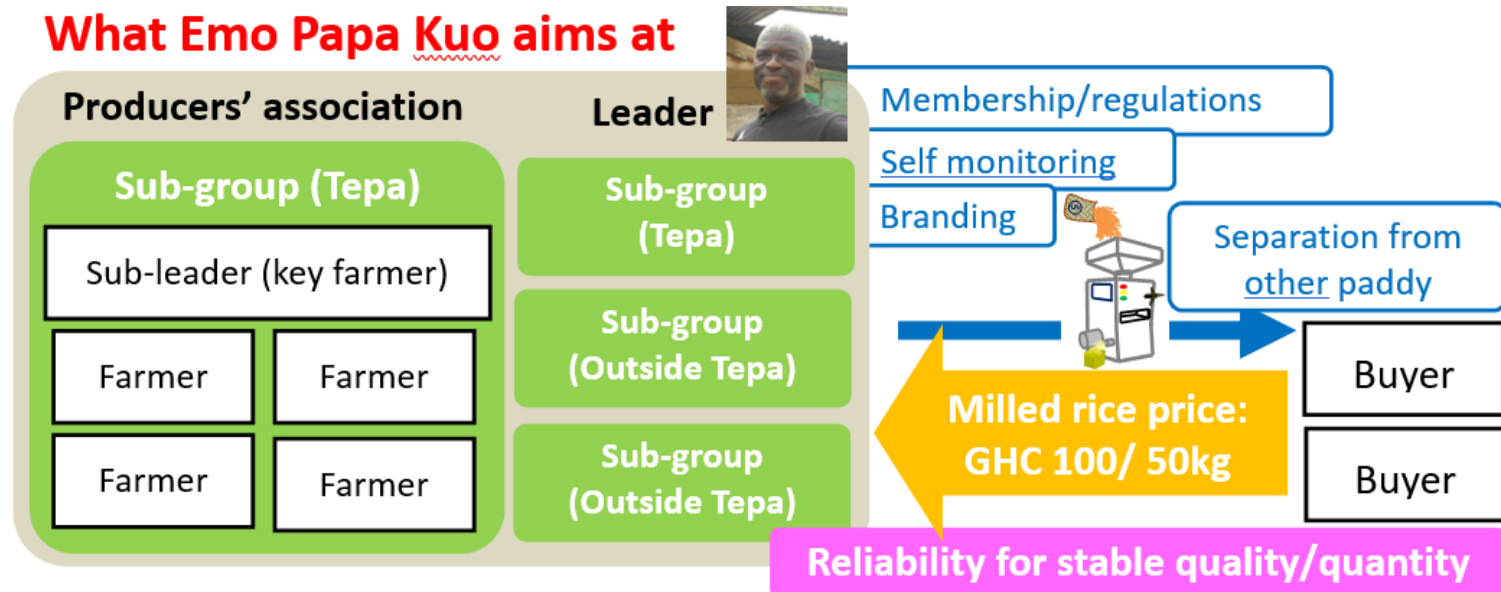 What Emo Papa Kuo aims at
Producers’ association
Leader
Sub-group (Tepa)
Sub-leader (key farmer)
Farmer
Farmer
Farmer
Farmer
Sub-group
(Tepa)
Sub-group
(Outside Tepa)
Sub-group
(Outside Tepa)
Membership/regulations
Self monitoring
Branding
Separation from
other paddy
Milled rice price:
GHC 100/ 50kg
Buyer
Buyer
Reliability for stable quality/quantity